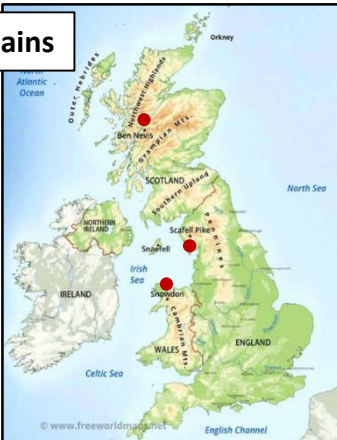 ains
Orkney
North
Atlantic
Ocean
Outer Hebrides
Northwest Highlands
Ben Nevis
Grampian Mts.
SCOTLAND
Southern Upland
North Sea
NORTHERN
IRELAND
Snaefell
Scafell Pike
Pennines
Irish
Sea
IRELAND
Snowdon
Cambrian Mts.
WALES
ENGLAND
Celtic Sea
© www.freeworldmaps.net
English Channel